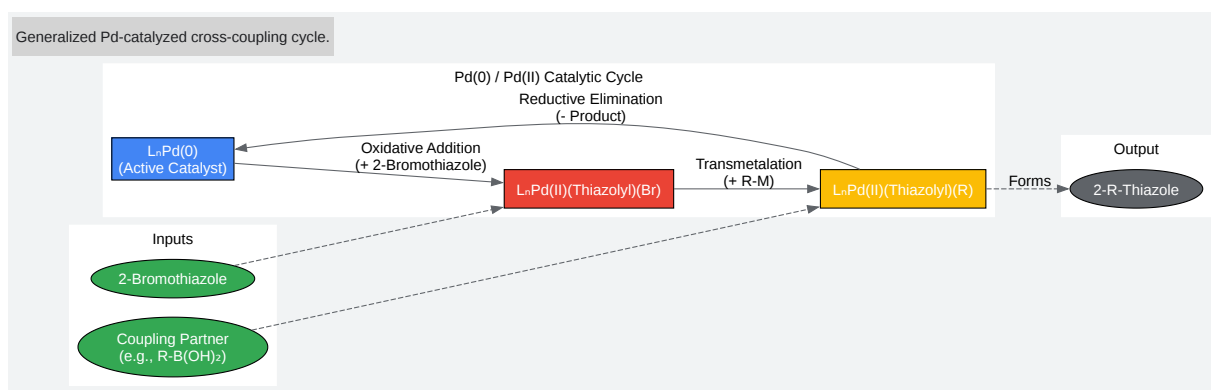 Generalized Pd-catalyzed cross-coupling cycle.
Pd(0) / Pd(II) Catalytic Cycle
Reductive Elimination
(- Product)
LₙPd(0)
(Active Catalyst)
Oxidative Addition
(+ 2-Bromothiazole)
LₙPd(II)(Thiazolyl)(Br)
Transmetalation
(+ R-M)
LₙPd(II)(Thiazolyl)(R)
Forms
Output
2-R-Thiazole
Inputs
2-Bromothiazole
Coupling Partner
(e.g., R-B(OH)₂)